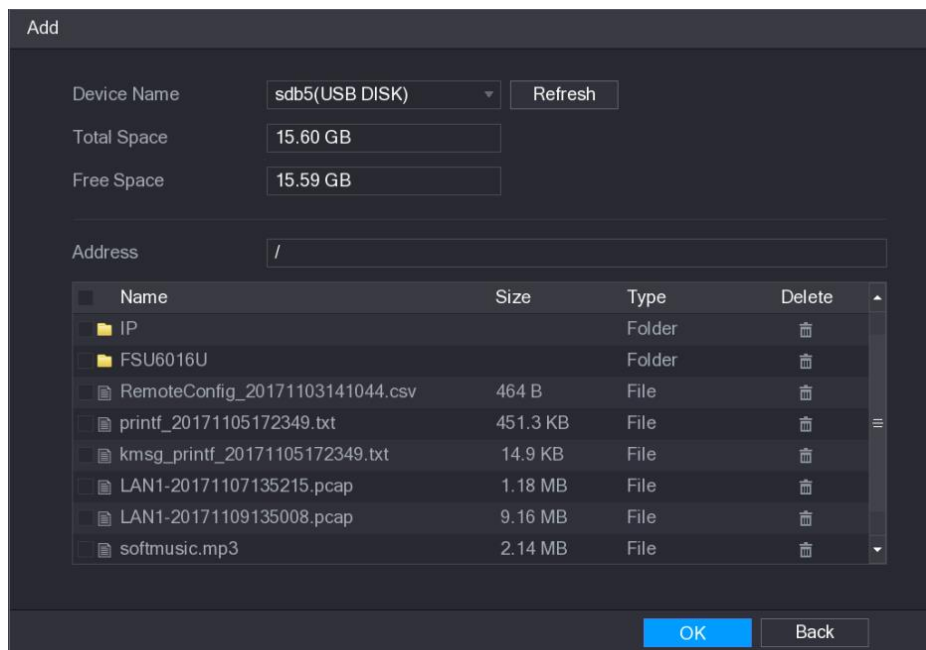 Add
Device Name sdb5(USB DISK) Refresh
Total Space 15.60 GB
Free Space 15.59 GB
Address /
Name Size Type Delete
IP Folder
FSU6016U Folder
RemoteConfig_20171103141044.csv 464 B File
printf_20171105172349.txt 451.3 KB File
kmsg_printf_20171105172349.txt 14.9 KB File
LAN1-20171107135215.pcap 1.18 MB File
LAN1-20171109135008.pcap 9.16 MB File
softmusic.mp3 2.14 MB File
OK Back